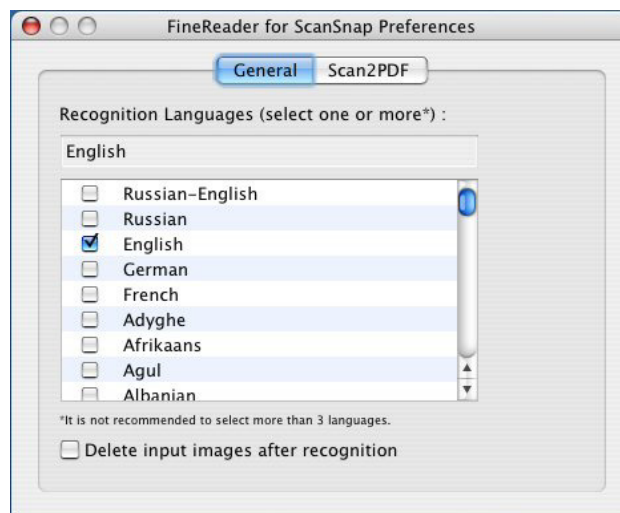 FineReader for ScanSnap Preferences
General Scan2PDF
Recognition Languages (select one or more*) :
English
Russian-English
Russian
English
German
French
Adyghe
Afrikaans
Agul
Albanian
*It is not recommended to select more than 3 languages.
Delete input images after recognition